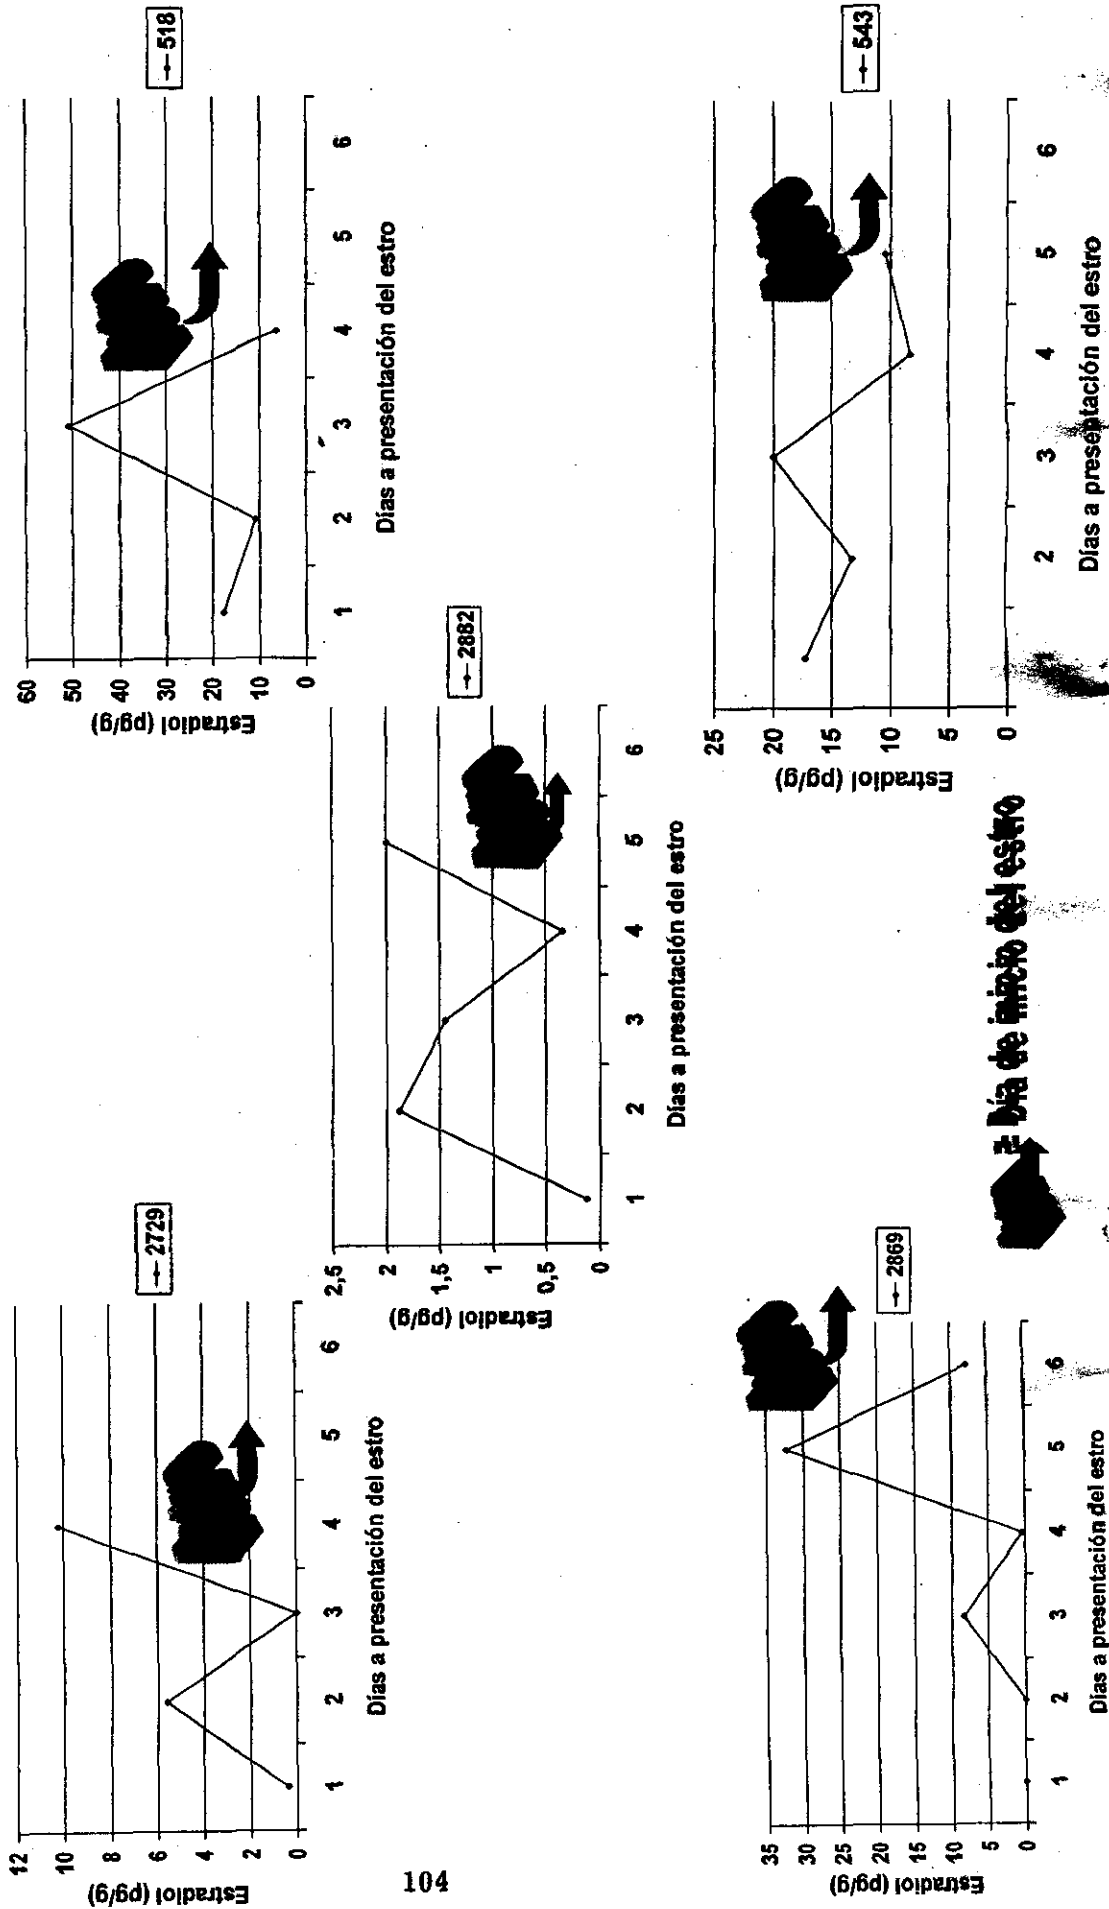 Estradiol (pg/g)
12
10
8
6
4
2
0
1 2 3 4 5 6
Días a presentación del estro
2729
Estradiol (pg/g)
60
50
40
30
20
10
0
1 2 3 4 5 6
Días a presentación del estro
518
Estradiol (pg/g)
2,5
2
1,5
1
0,5
0
1 2 3 4 5 6
Días a presentación del estro
2882
104
Estradiol (pg/g)
35
30
25
20
15
10
5
0
1 2 3 4 5 6
Días a presentación del estro
2869
Estradiol (pg/g)
25
20
15
10
5
0
2 3 4 5 6
Días a presentación del estro
543
= Día de inicio del estro